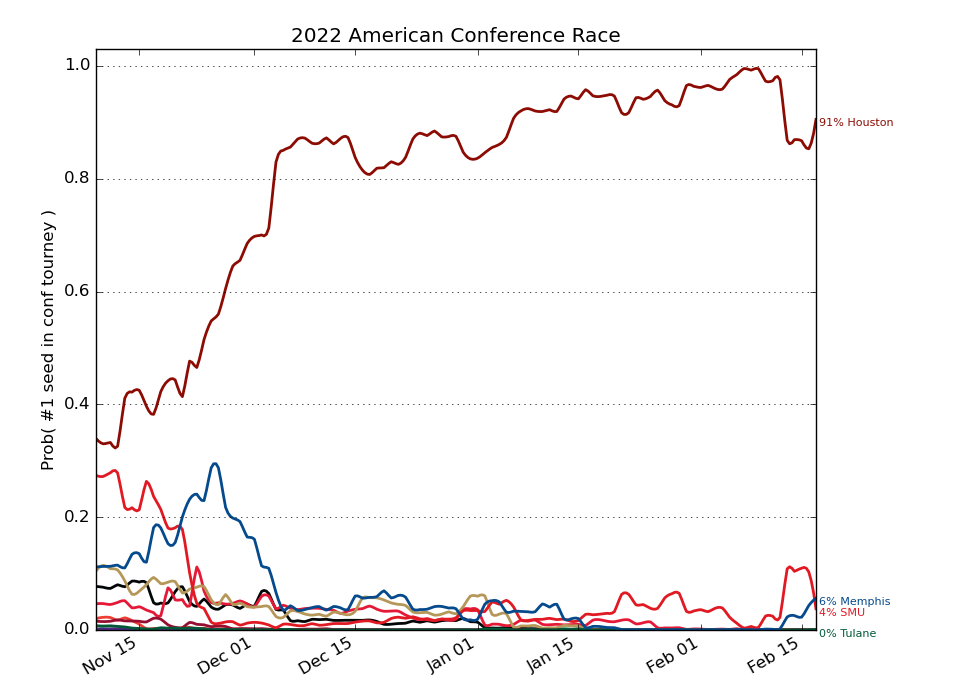 2022 American Conference Race
Prob( #1 seed in conf tourney )
1.0
0.8
0.6
0.4
0.2
0.0
91% Houston
6% Memphis
4% SMU
0% Tulane
Nov 15
Dec 01
Dec 15
Jan 01
Jan 15
Feb 01
Feb 15